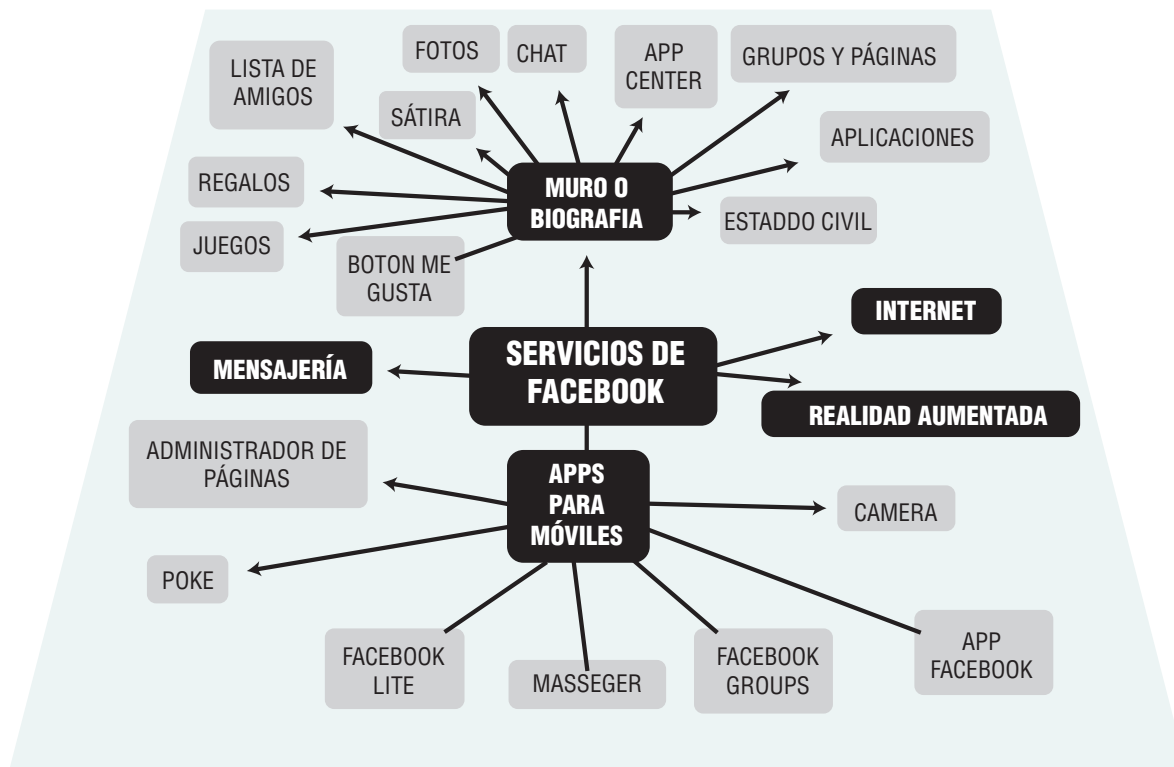 FOTOS
CHAT
APP
CENTER
GRUPOS Y PÁGINAS
LISTA DE
AMIGOS
SÁTIRA
APLICACIONES
REGALOS
MURO O
BIOGRAFIA
ESTADDO CIVIL
JUEGOS
BOTON ME
GUSTA
INTERNET
SERVICIOS DE
FACEBOOK
MENSAJERÍA
REALIDAD AUMENTADA
ADMINISTRADOR DE
PÁGINAS
APPS
PARA
MÓVILES
CAMERA
POKE
FACEBOOK
LITE
MASSEGER
FACEBOOK
GROUPS
APP
FACEBOOK